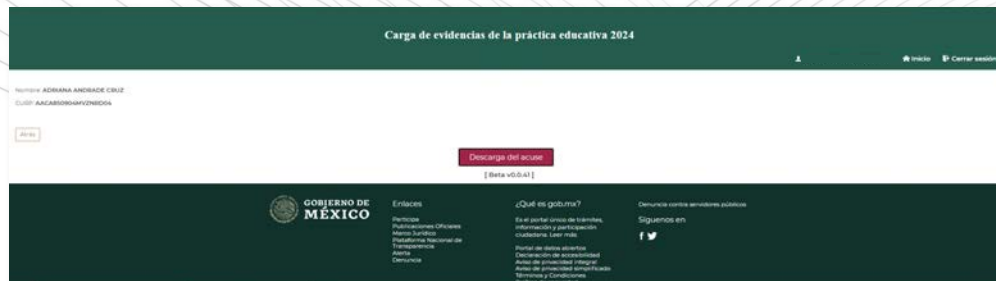 Carga de evidencias de la práctica educativa 2024
Inicio Cerrar sesión
Nombre: ADRIANA ANDRADE CRUZ
CURP:
Atrás
Descarga del acuse
[ Beta v0.0.41 ]
GOBIERNO DE
MÉXICO
Enlaces
Participa
Publicaciones Oficiales
Marco Jurídico
Plataforma Nacional de
Transparencia
Alerta
Denuncia
¿Qué es gob.mx?
Es el portal único de trámites,
información y participación
ciudadana. Leer más
Portal de datos abiertos
Declaración de accesibilidad
Aviso de privacidad integral
Aviso de privacidad simplificado
Términos y Condiciones
Denuncia contra servidores públicos
Síguenos en